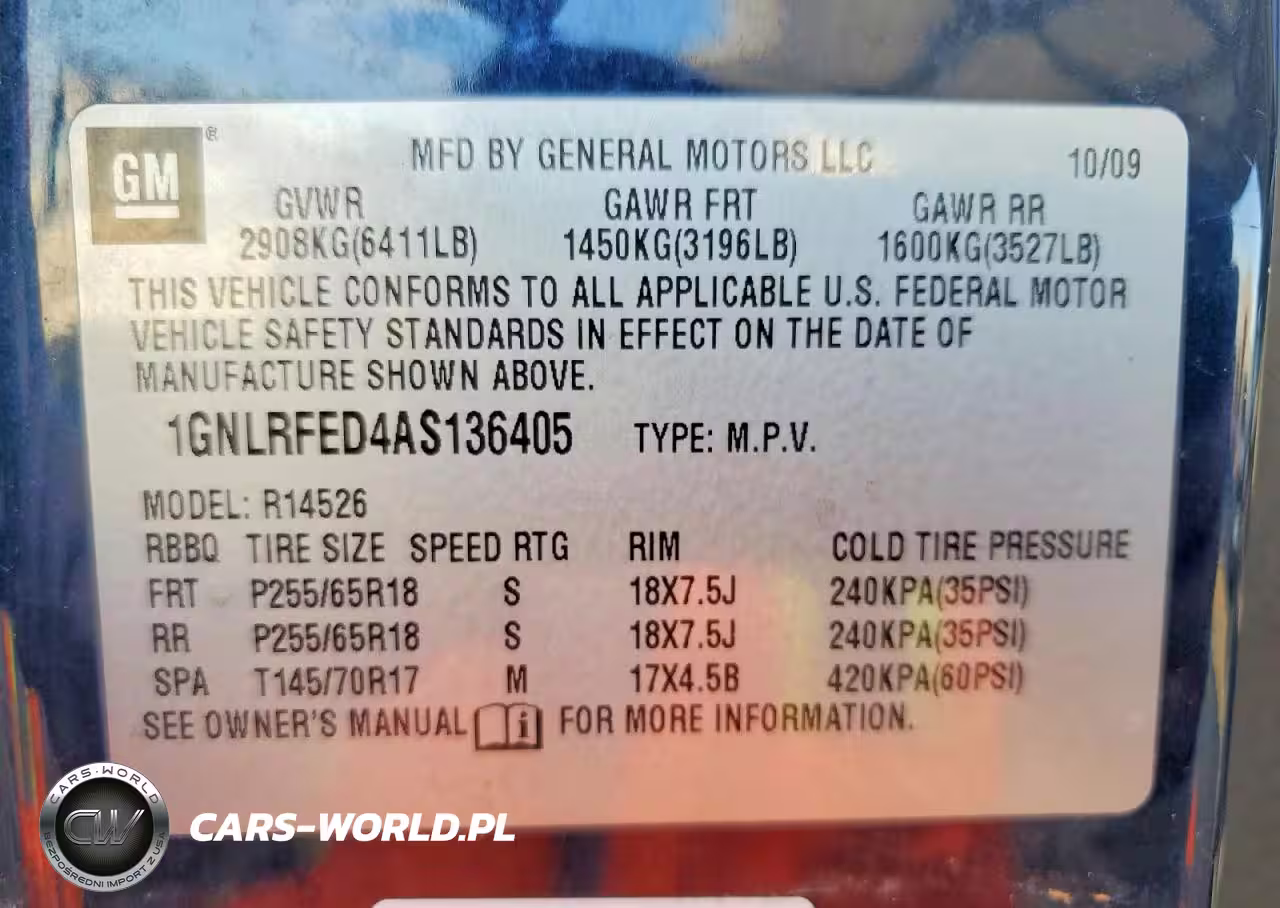 GM ®
MFD BY GENERAL MOTORS LLC 10/09
GVWR GAWR FRT GAWR RR
2908KG(6411LB) 1450KG(3196LB) 1600KG(3527LB)
THIS VEHICLE CONFORMS TO ALL APPLICABLE U.S. FEDERAL MOTOR
VEHICLE SAFETY STANDARDS IN EFFECT ON THE DATE OF
MANUFACTURE SHOWN ABOVE.
1GNLRFED4AS136405 TYPE: M.P.V.
MODEL: R14526
RBBQ TIRE SIZE SPEED RTG RIM COLD TIRE PRESSURE
FRT P255/65R18 S 18X7.5J 240KPA(35PSI)
RR P255/65R18 S 18X7.5J 240KPA(35PSI)
SPA T145/70R17 M 17X4.5B 420KPA(60PSI)
SEE OWNER'S MANUAL i FOR MORE INFORMATION.
CARS-WORLD
CW
BEZPOŚREDNI IMPORT Z USA
CARS-WORLD.PL